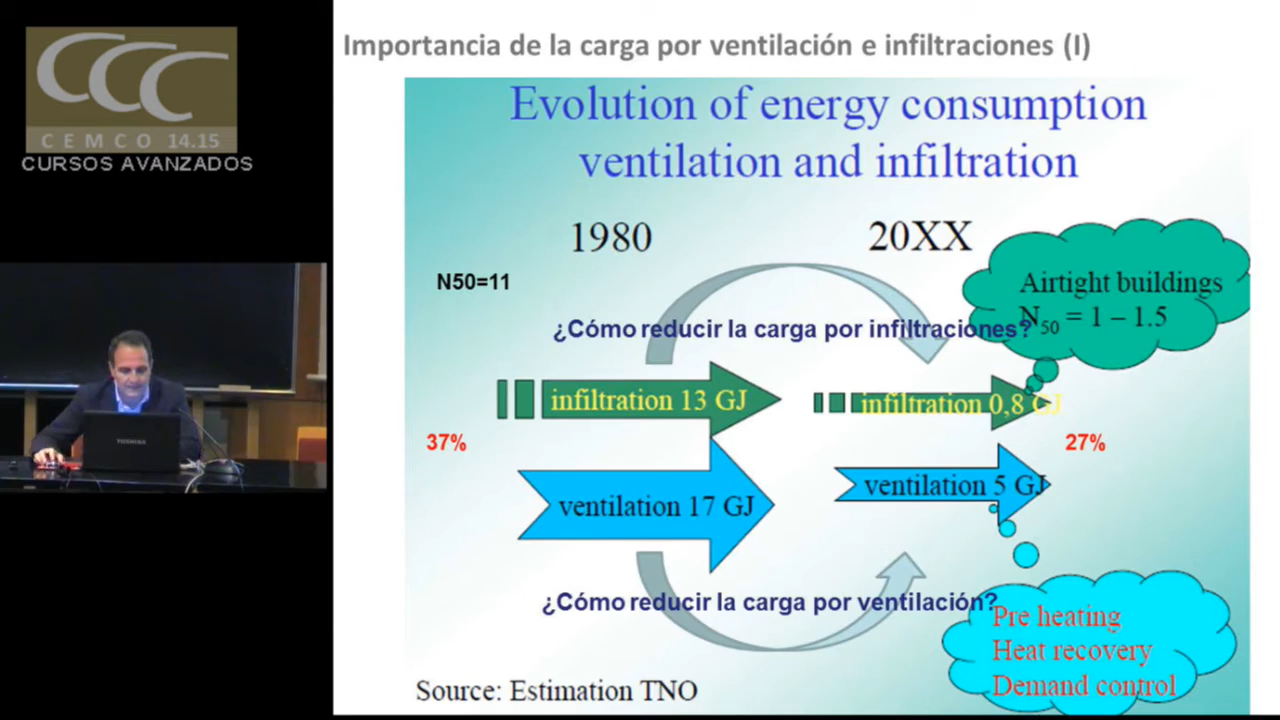 CCC
CEMCO 14.15
CURSOS AVANZADOS
TOSHIBA
Importancia de la carga por ventilación e infiltraciones (I)
Evolution of energy consumption
ventilation and infiltration
1980
20XX
N50=11
Airtight buildings
N50 = 1 – 1.5
¿Cómo reducir la carga por infiltraciones?
infiltration 13 GJ
infiltration 0,8 GJ
37%
27%
ventilation 17 GJ
ventilation 5 GJ
¿Cómo reducir la carga por ventilación?
Pre heating
Heat recovery
Demand control
Source: Estimation TNO